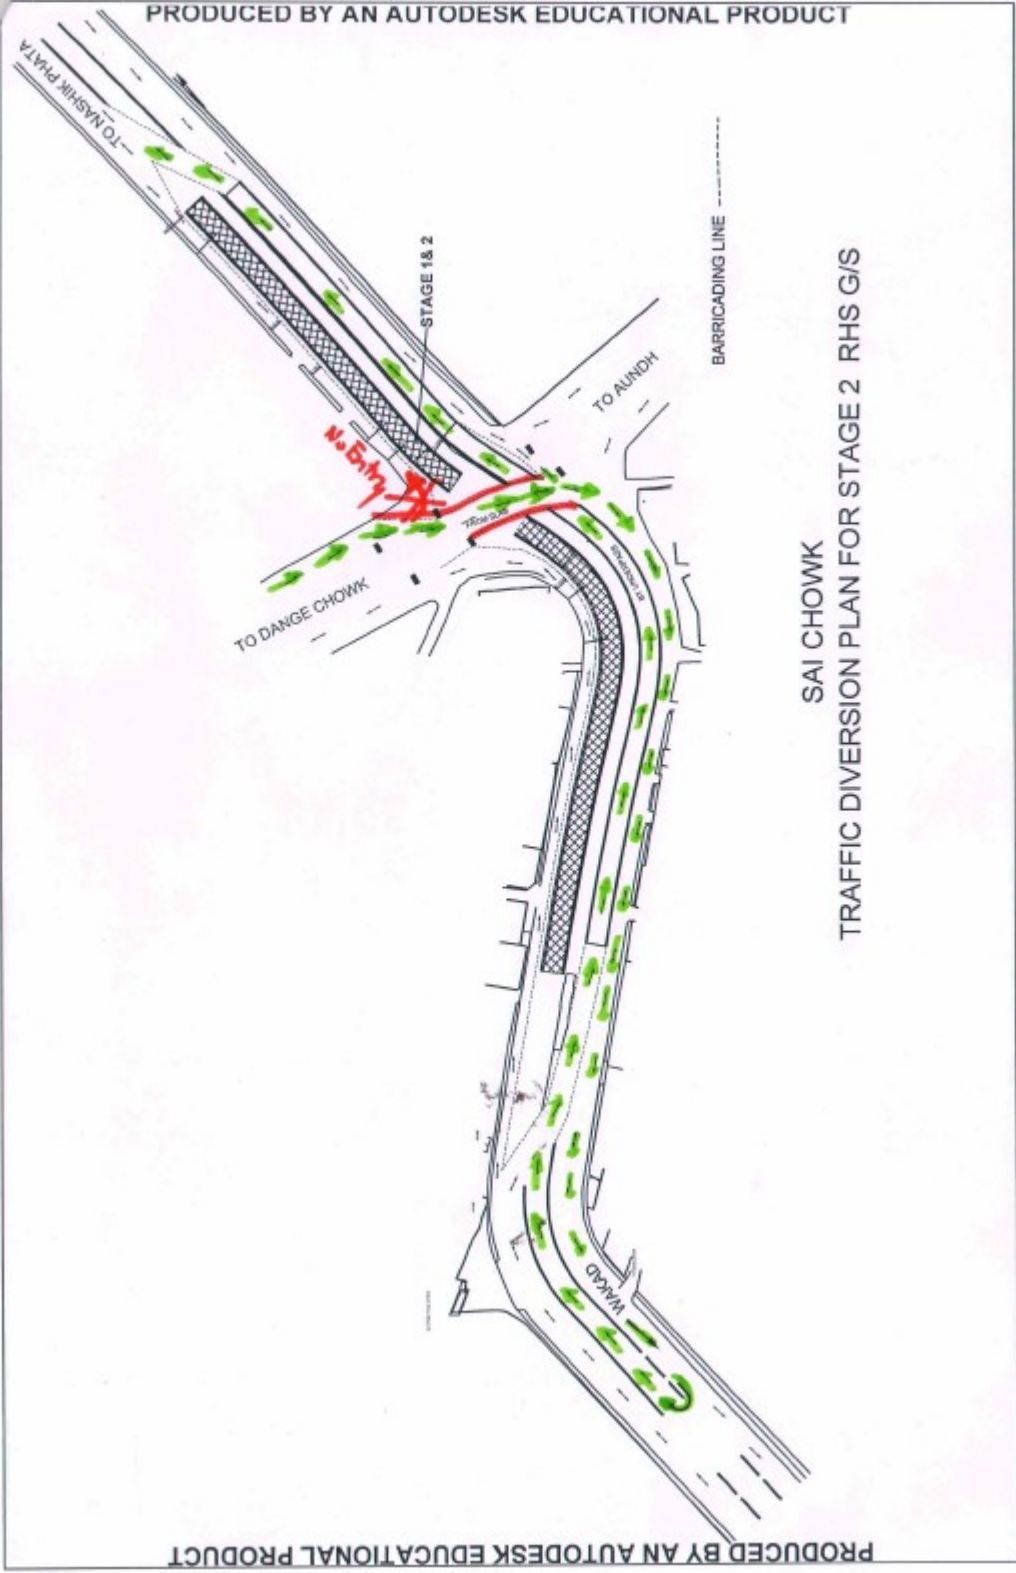 PRODUCED BY AN AUTODESK EDUCATIONAL PRODUCT
TO NASHIK PHATA
STAGE 1& 2
No Entry
TO AUNDH
TO DANGE CHOWK
BARRICADING LINE
WAKAD
SAI CHOWK
TRAFFIC DIVERSION PLAN FOR STAGE 2 RHS G/S
PRODUCED BY AN AUTODESK EDUCATIONAL PRODUCT